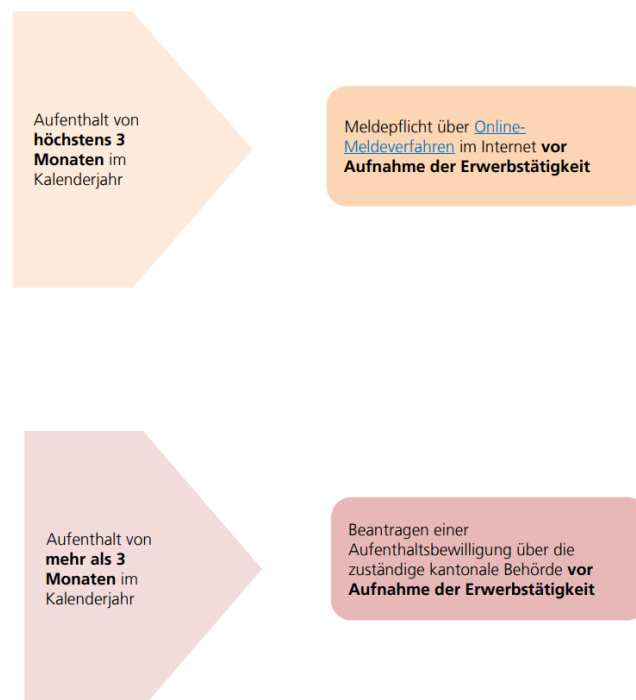 Aufenthalt von
höchstens 3
Monaten im
Kalenderjahr
Meldepflicht über Online-
Meldeverfahren im Internet vor
Aufnahme der Erwerbstätigkeit
Aufenthalt von
mehr als 3
Monaten im
Kalenderjahr
Beantragen einer
Aufenthaltsbewilligung über die
zuständige kantonale Behörde vor
Aufnahme der Erwerbstätigkeit